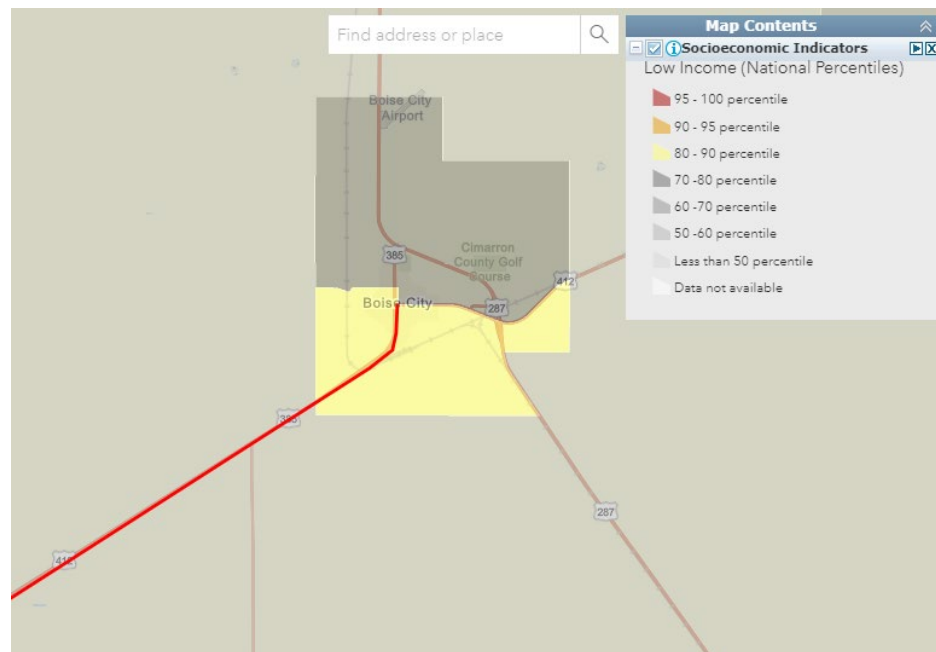 Find address or place
Map Contents
Socioeconomic Indicators
Low Income (National Percentiles)
95 - 100 percentile
90 - 95 percentile
80 - 90 percentile
70 -80 percentile
60 -70 percentile
50 -60 percentile
Less than 50 percentile
Data not available
Boise City
Airport
385
Cimarron
County Golf
Course
412
Boise City
287
385
287
412